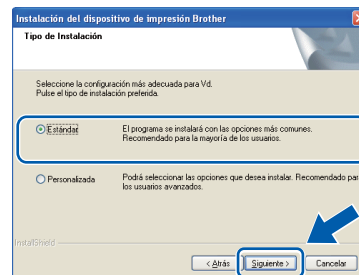 Instalación del dispositivo de impresión Brother
Tipo de Instalación
Seleccione la configuración más adecuada para Vd.
Pulse el tipo de instalación preferida.
Estándar
El programa se instalará con las opciones más comunes.
Recomendado para la mayoría de los usuarios.
Personalizada
Podrá seleccionar las opciones que desea instalar. Recomendado para
los usuarios avanzados.
InstallShield
< Atrás
Siguiente >
Cancelar